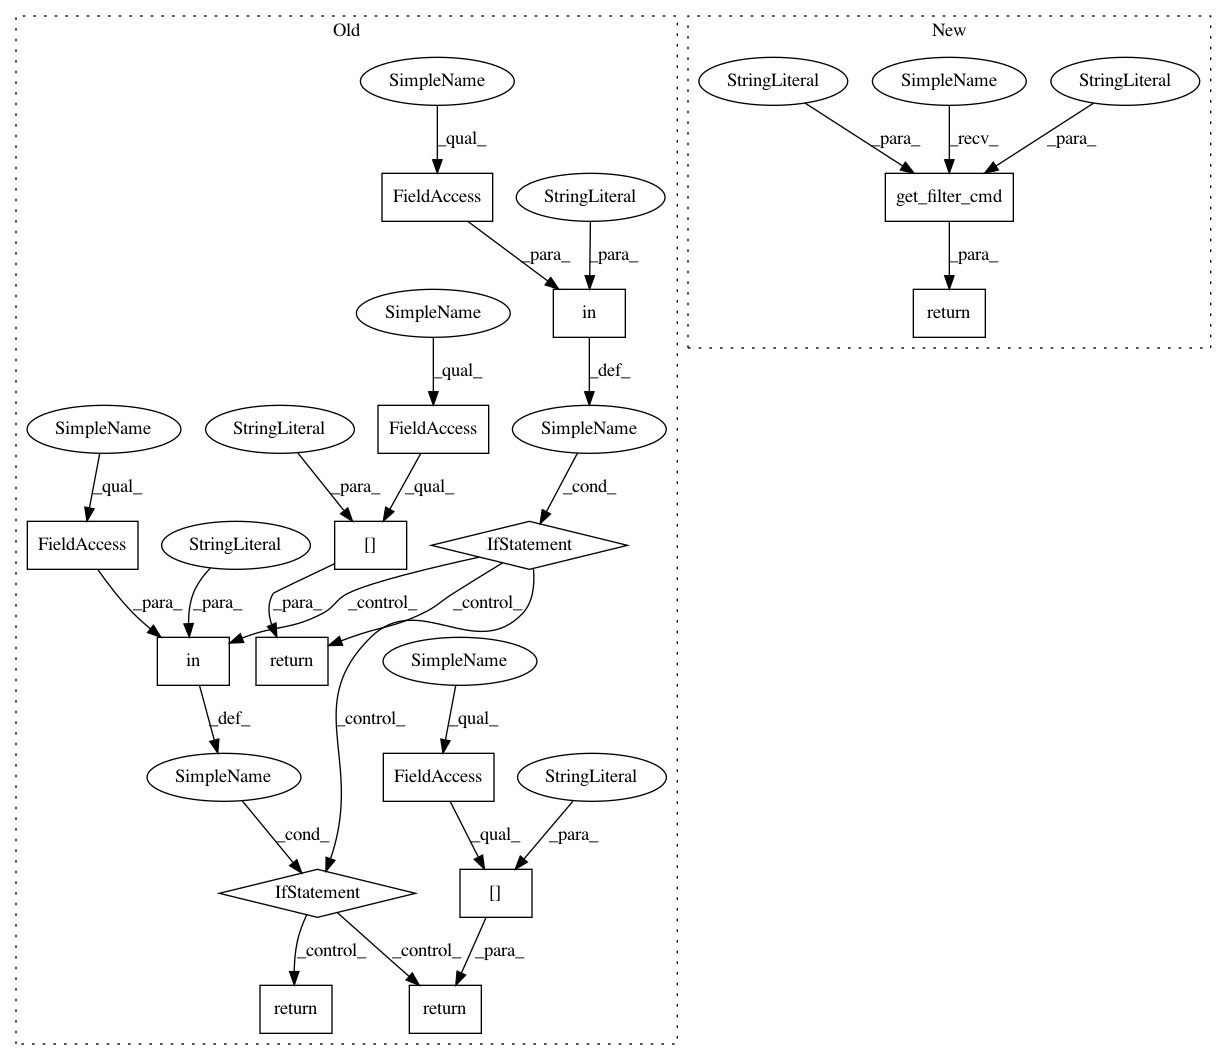 Old
New
SimpleName
StringLiteral
SimpleName
StringLiteral
_qual_
_para_
_recv_
_para_
FieldAccess
StringLiteral
get_filter_cmd
_para_
_para_
_para_
SimpleName
in
return
_qual_
_def_
SimpleName
StringLiteral
FieldAccess
SimpleName
_qual_
_para_
_qual_
_cond_
FieldAccess
StringLiteral
[]
IfStatement
_para_
_para_
_para_
_control_
_control_
in
return
SimpleName
_def_
_control_
_qual_
SimpleName
FieldAccess
StringLiteral
_cond_
_qual_
_para_
IfStatement
[]
_control_
_control_
_para_
return
return